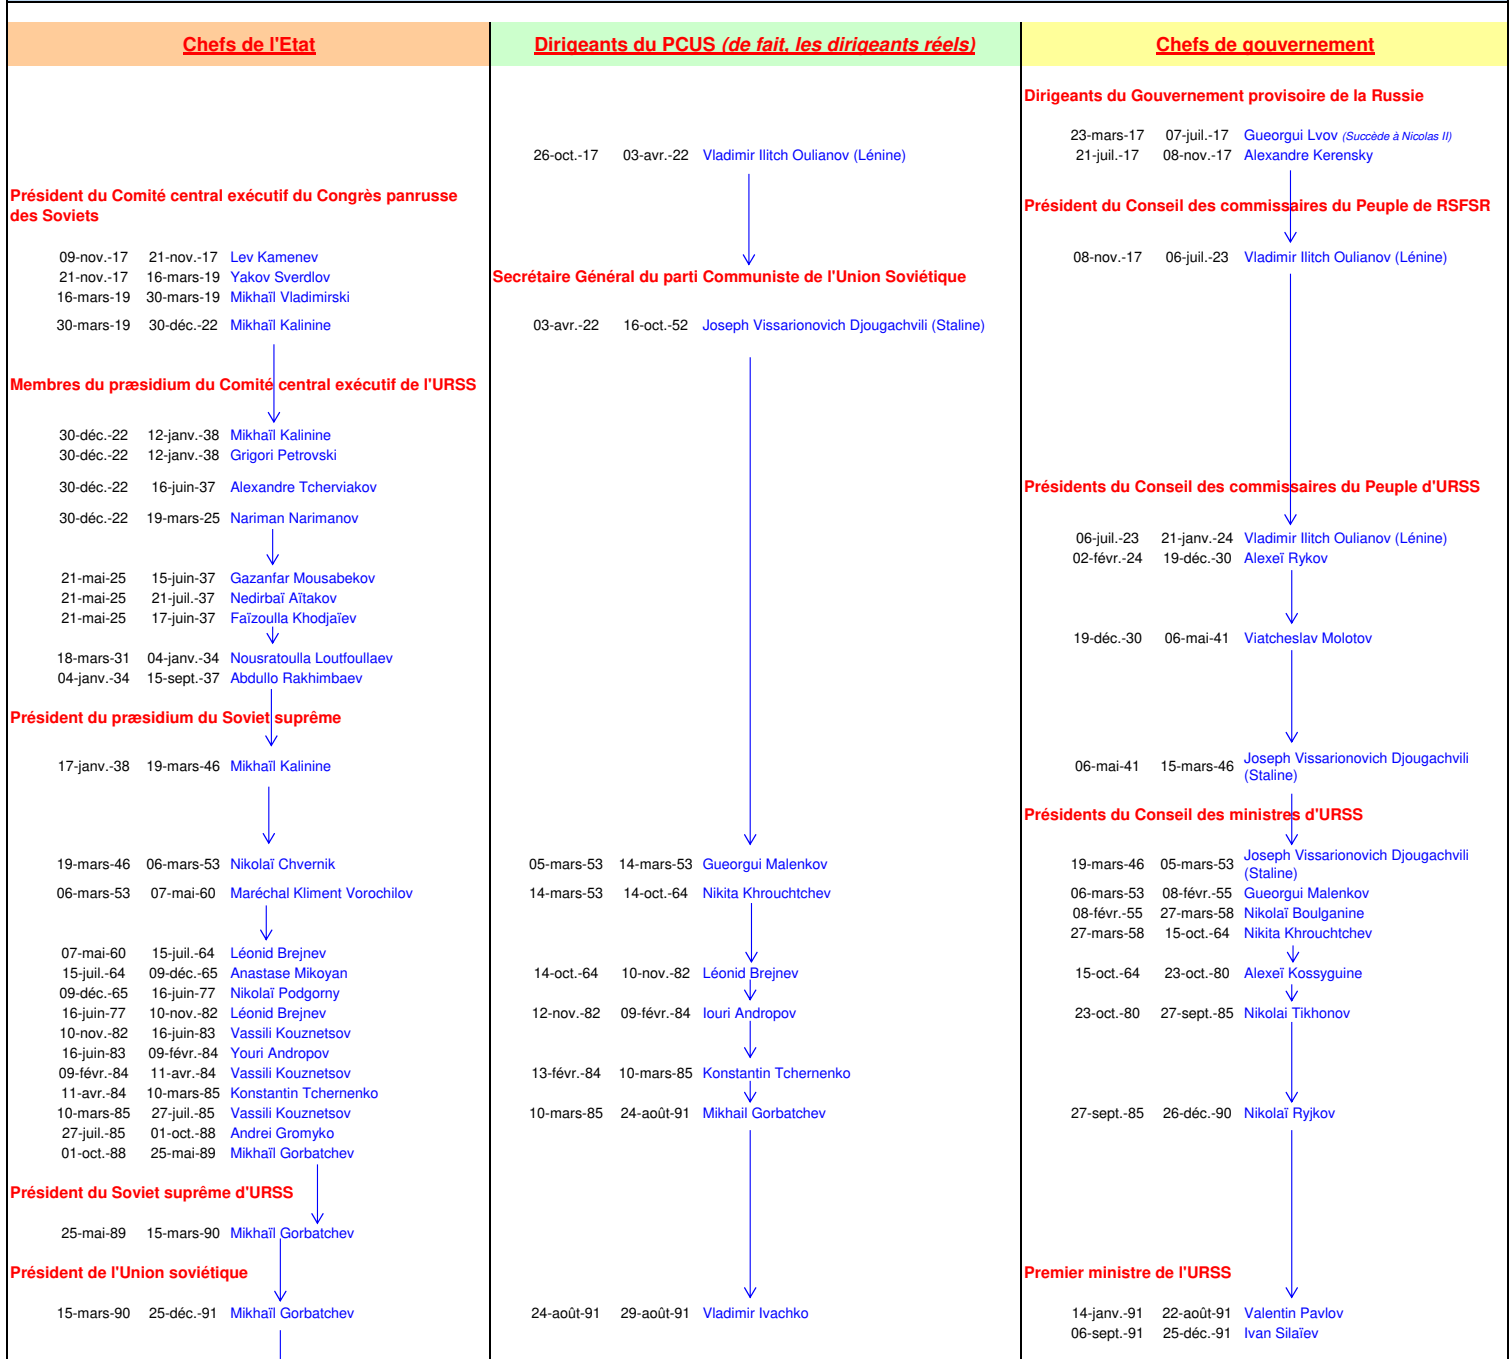 Chefs de l'Etat
Président du Comité central exécutif du Congrès panrusse
des Soviets
09-nov.-17 21-nov.-17 Lev Kamenev
21-nov.-17 16-mars-19 Yakov Sverdlov
16-mars-19 30-mars-19 Mikhaïl Vladimirski
30-mars-19 30-déc.-22 Mikhaïl Kalinine
Membres du præsidium du Comité central exécutif de l'URSS
30-déc.-22 12-janv.-38 Mikhaïl Kalinine
30-déc.-22 12-janv.-38 Grigori Petrovski
30-déc.-22 16-juin-37 Alexandre Tcherviakov
30-déc.-22 19-mars-25 Nariman Narimanov
21-mai-25 15-juin-37 Gazanfar Mousabekov
21-mai-25 21-juil.-37 Nedirbaï Aïtakov
21-mai-25 17-juin-37 Faïzoulla Khodjaïev
18-mars-31 04-janv.-34 Nousratoulla Loutfoullaev
04-janv.-34 15-sept.-37 Abdullo Rakhimbaev
Président du præsidium du Soviet suprême
17-janv.-38 19-mars-46 Mikhaïl Kalinine
19-mars-46 06-mars-53 Nikolaï Chvernik
06-mars-53 07-mai-60 Maréchal Kliment Vorochilov
07-mai-60 15-juil.-64 Léonid Brejnev
15-juil.-64 09-déc.-65 Anastase Mikoyan
09-déc.-65 16-juin-77 Nikolaï Podgorny
16-juin-77 10-nov.-82 Léonid Brejnev
10-nov.-82 16-juin-83 Vassili Kouznetsov
16-juin-83 09-févr.-84 Youri Andropov
09-févr.-84 11-avr.-84 Vassili Kouznetsov
11-avr.-84 10-mars-85 Konstantin Tchernenko
10-mars-85 27-juil.-85 Vassili Kouznetsov
27-juil.-85 01-oct.-88 Andrei Gromyko
01-oct.-88 25-mai-89 Mikhaïl Gorbatchev
Président du Soviet suprême d'URSS
25-mai-89 15-mars-90 Mikhaïl Gorbatchev
Président de l'Union soviétique
15-mars-90 25-déc.-91 Mikhaïl Gorbatchev
Dirigeants du PCUS (de fait, les dirigeants réels)
26-oct.-17 03-avr.-22 Vladimir Ilitch Oulianov (Lénine)
Secrétaire Général du parti Communiste de l'Union Soviétique
03-avr.-22 16-oct.-52 Joseph Vissarionovich Djougachvili (Staline)
05-mars-53 14-mars-53 Gueorgui Malenkov
14-mars-53 14-oct.-64 Nikita Khrouchtchev
14-oct.-64 10-nov.-82 Léonid Brejnev
12-nov.-82 09-févr.-84 Iouri Andropov
13-févr.-84 10-mars-85 Konstantin Tchernenko
10-mars-85 24-août-91 Mikhail Gorbatchev
24-août-91 29-août-91 Vladimir Ivachko
Chefs de gouvernement
Dirigeants du Gouvernement provisoire de la Russie
23-mars-17 07-juil.-17 Gueorgui Lvov (Succède à Nicolas II)
21-juil.-17 08-nov.-17 Alexandre Kerensky
Président du Conseil des commissaires du Peuple de RSFSR
08-nov.-17 06-juil.-23 Vladimir Ilitch Oulianov (Lénine)
Présidents du Conseil des commissaires du Peuple d'URSS
06-juil.-23 21-janv.-24 Vladimir Ilitch Oulianov (Lénine)
02-févr.-24 19-déc.-30 Alexeï Rykov
19-déc.-30 06-mai-41 Viatcheslav Molotov
06-mai-41 15-mars-46 Joseph Vissarionovich Djougachvili
(Staline)
Présidents du Conseil des ministres d'URSS
19-mars-46 05-mars-53 Joseph Vissarionovich Djougachvili
(Staline)
06-mars-53 08-févr.-55 Gueorgui Malenkov
08-févr.-55 27-mars-58 Nikolaï Boulganine
27-mars-58 15-oct.-64 Nikita Khrouchtchev
15-oct.-64 23-oct.-80 Alexeï Kossyguine
23-oct.-80 27-sept.-85 Nikolai Tikhonov
27-sept.-85 26-déc.-90 Nikolaï Ryjkov
Premier ministre de l'URSS
14-janv.-91 22-août-91 Valentin Pavlov
06-sept.-91 25-déc.-91 Ivan Silaïev